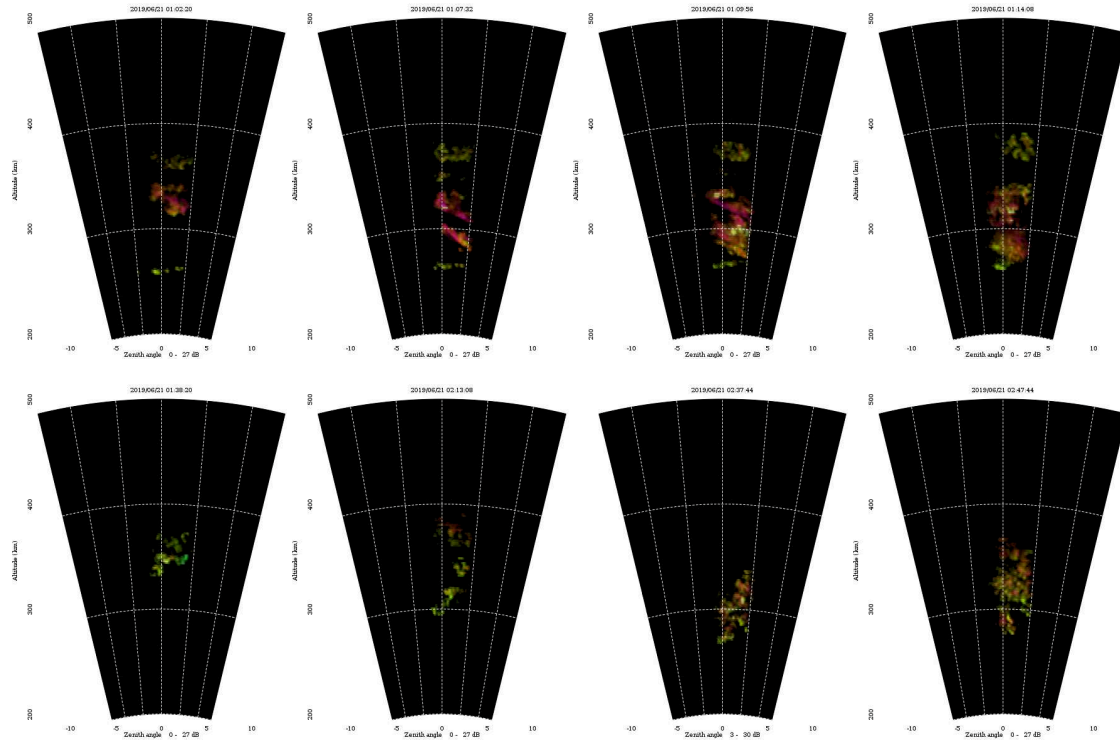 2019/06/21 01:02:20
500
400
Altitude (km)
300
200
-10 -5 0 5 10
Zenith angle 0 - 27 dB
2019/06/21 01:07:32
500
400
Altitude (km)
300
200
-10 -5 0 5 10
Zenith angle 0 - 27 dB
2019/06/21 01:09:56
500
400
Altitude (km)
300
200
-10 -5 0 5 10
Zenith angle 0 - 27 dB
2019/06/21 01:14:08
500
400
Altitude (km)
300
200
-10 -5 0 5 10
Zenith angle 0 - 27 dB
2019/06/21 01:38:20
500
400
Altitude (km)
300
200
-10 -5 0 5 10
Zenith angle 0 - 27 dB
2019/06/21 02:13:08
500
400
Altitude (km)
300
200
-10 -5 0 5 10
Zenith angle 0 - 27 dB
2019/06/21 02:37:44
500
400
Altitude (km)
300
200
-10 -5 0 5 10
Zenith angle 3 - 30 dB
2019/06/21 02:47:44
500
400
Altitude (km)
300
200
-10 -5 0 5 10
Zenith angle 0 - 27 dB